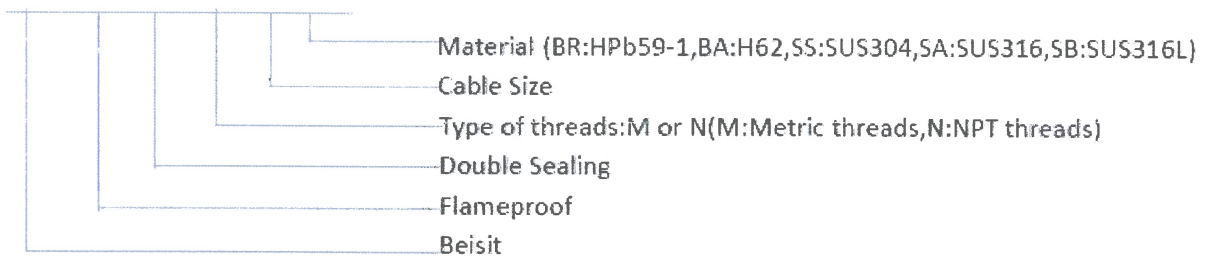 Material (BR:HPb59-1,BA:H62,SS:SUS304,SA:SUS316,SB:SUS316L)
Cable Size
Type of threads:M or N(M:Metric threads,N:NPT threads)
Double Sealing
Flameproof
Beisit